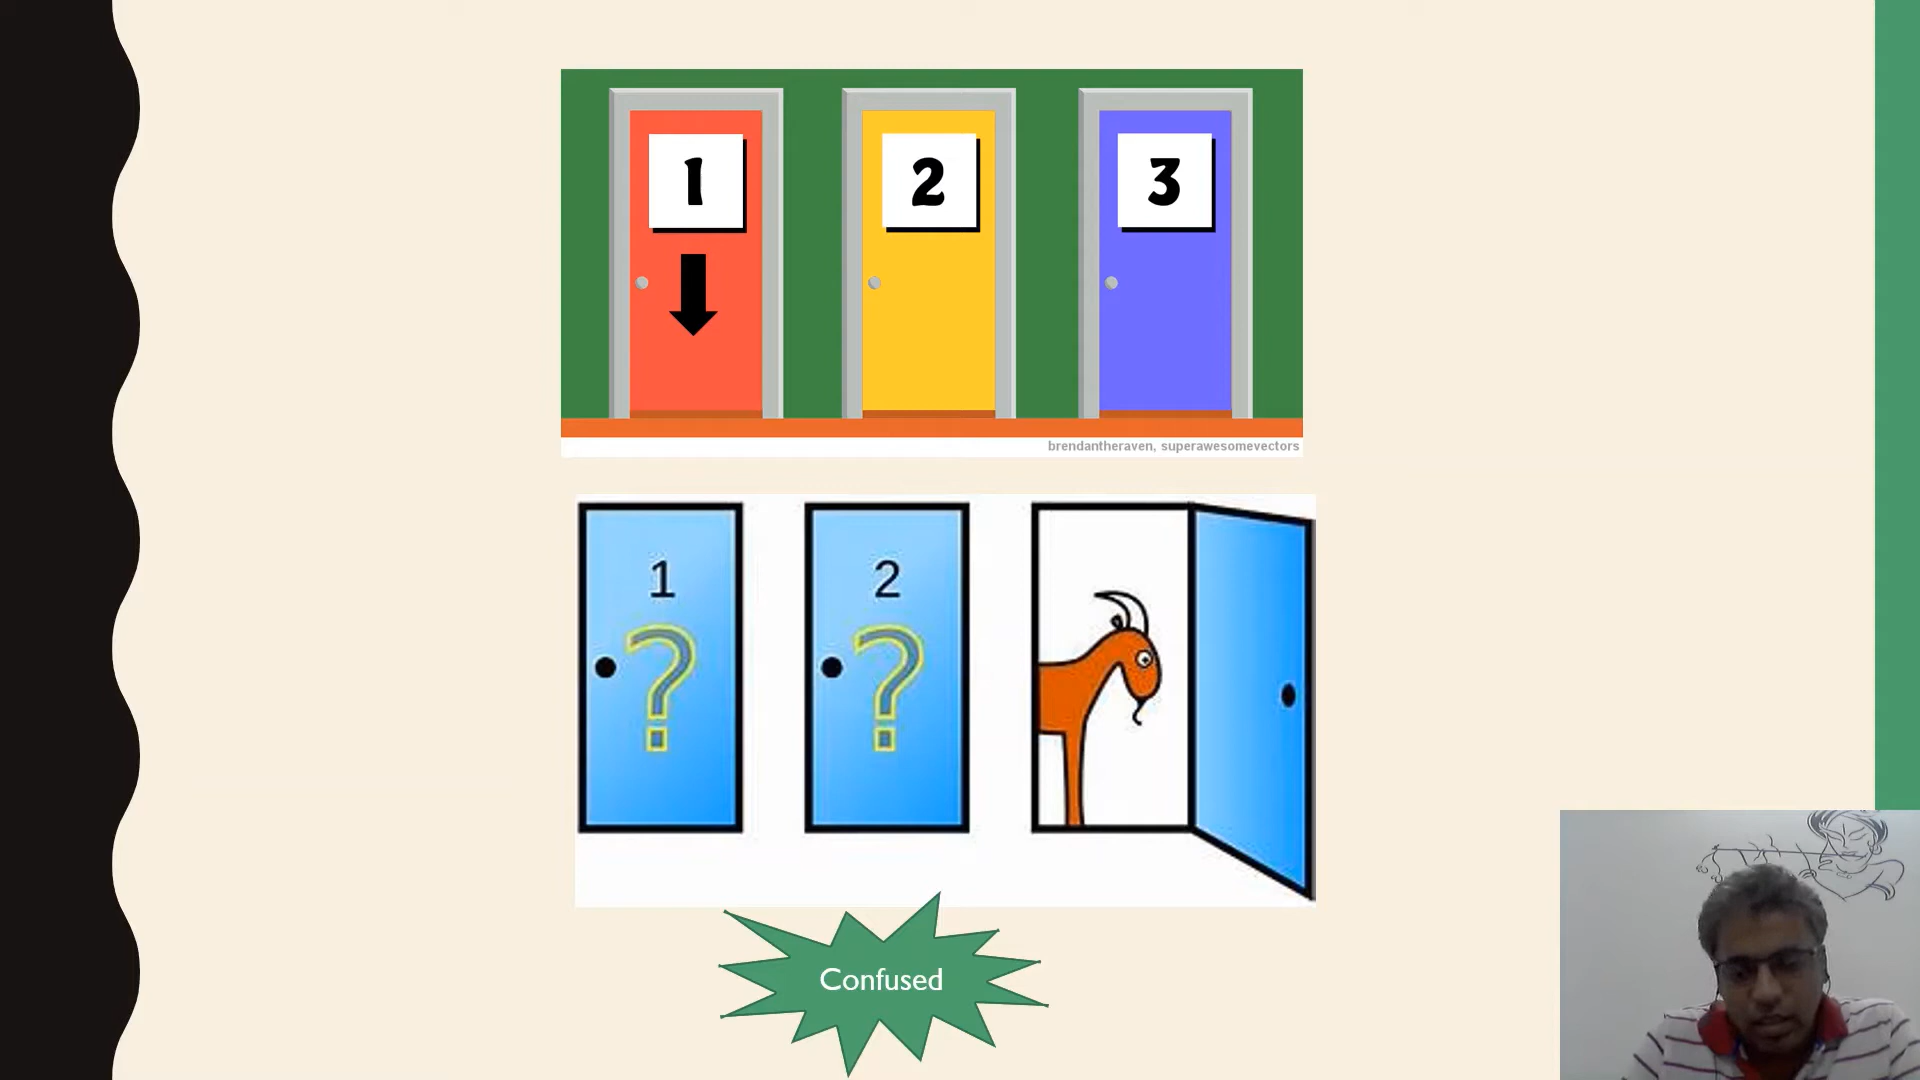 1 2 3
brendantheraven, superawesomevectors
1 2
? ?
Confused